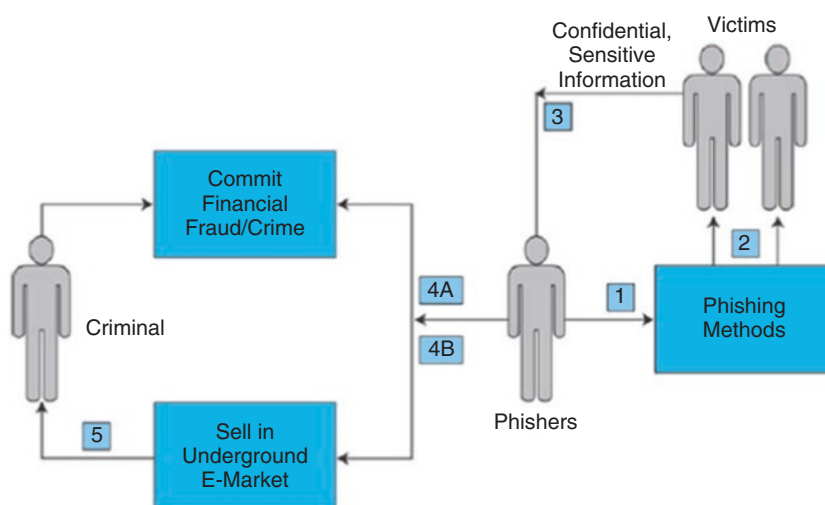 Confidential,
Sensitive
Information
Victims
3
Commit
Financial
Fraud/Crime
2
4A
1
Phishing
Methods
Criminal
4B
Phishers
5
Sell in
Underground
E-Market